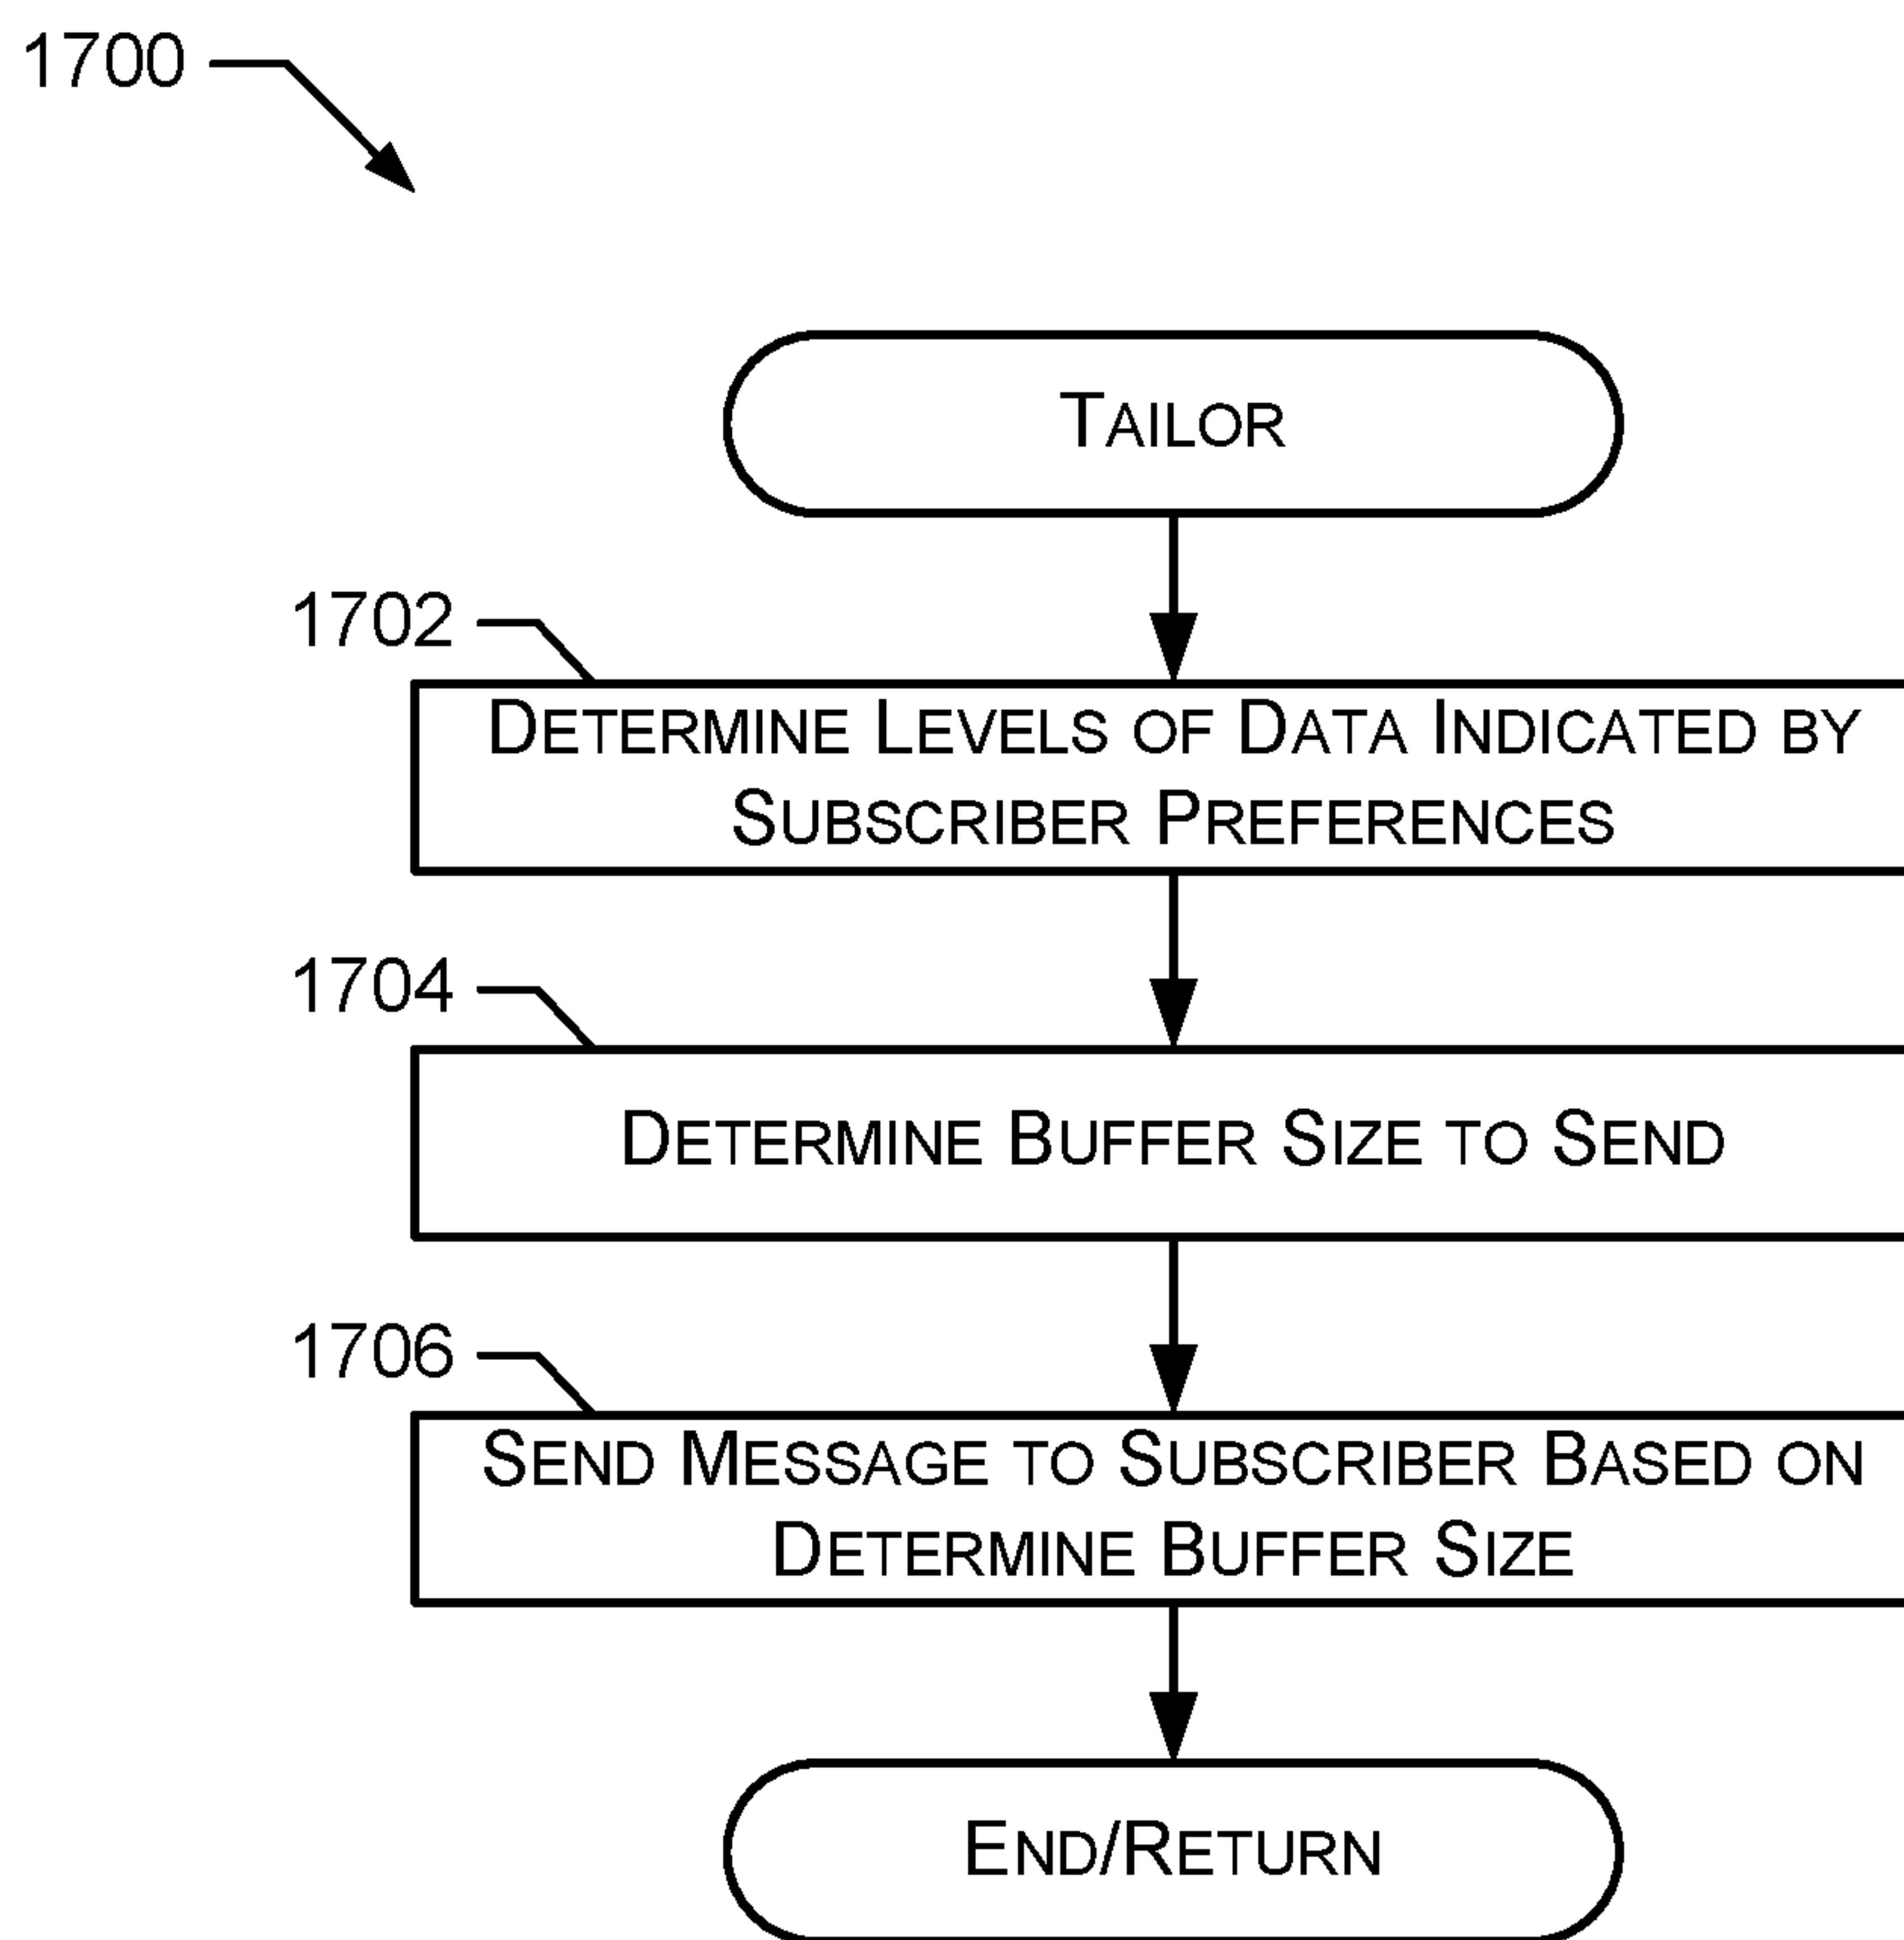 1700
TAILOR
1702
DETERMINE LEVELS OF DATA INDICATED BY
SUBSCRIBER PREFERENCES
1704
DETERMINE BUFFER SIZE TO SEND
1706
SEND MESSAGE TO SUBSCRIBER BASED ON
DETERMINE BUFFER SIZE
END/RETURN